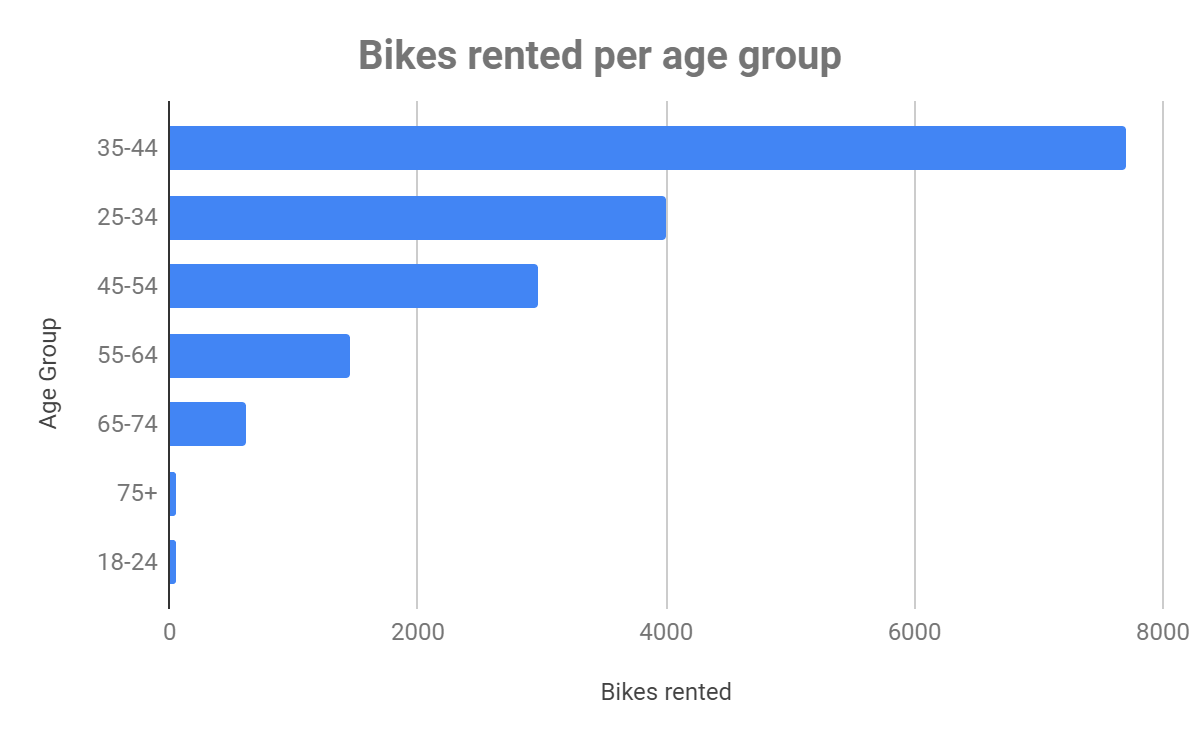 Bikes rented per age group
35-44
25-34
45-54
55-64
65-74
75+
18-24
Age Group
0 2000 4000 6000 8000
Bikes rented